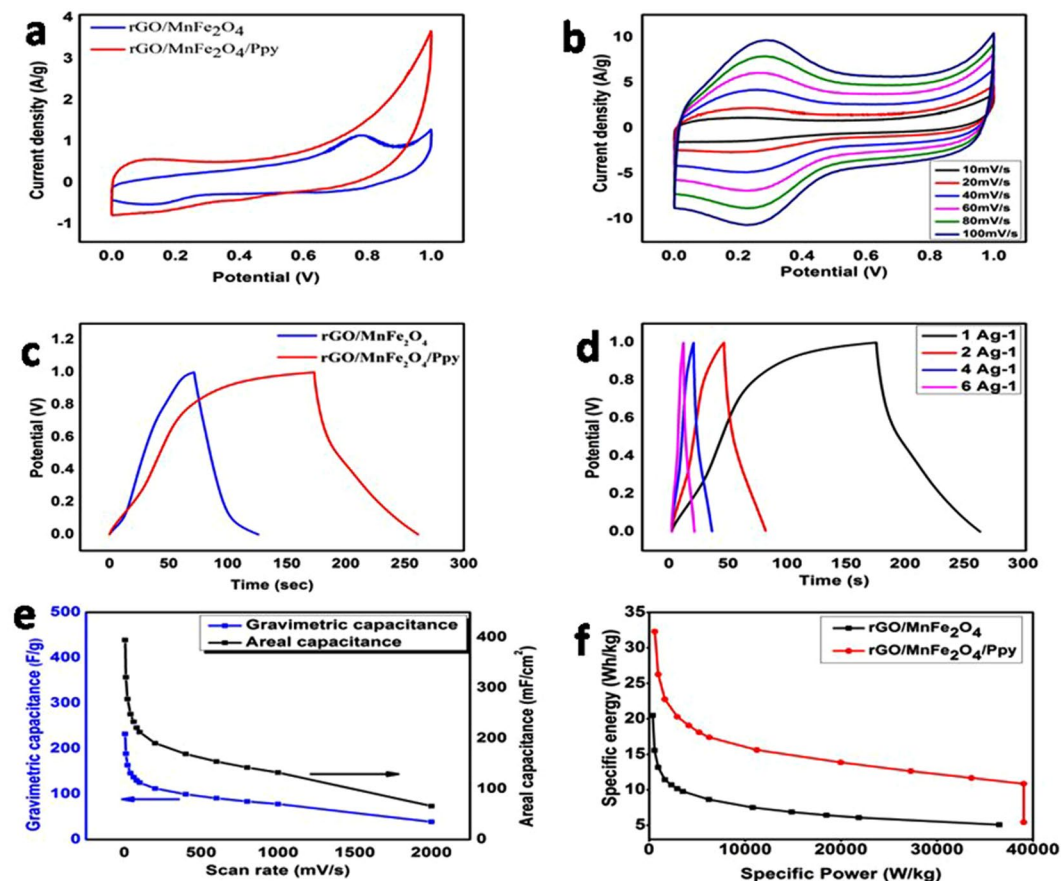 a
rGO/MnFe2O4
rGO/MnFe2O4/Ppy
4
3
2
1
0
-1
Current density (A/g)
0.0 0.2 0.4 0.6 0.8 1.0
Potential (V)
b
10
5
0
-5
-10
Current density (A/g)
10mV/s
20mV/s
40mV/s
60mV/s
80mV/s
100mV/s
0.0 0.2 0.4 0.6 0.8 1.0
Potential (V)
c
rGO/MnFe2O4
rGO/MnFe2O4/Ppy
1.2
1.0
0.8
0.6
0.4
0.2
0.0
Potential (V)
0 50 100 150 200 250 300
Time (sec)
d
1 Ag-1
2 Ag-1
4 Ag-1
6 Ag-1
1.0
0.8
0.6
0.4
0.2
0.0
Potential (V)
0 50 100 150 200 250 300
Time (s)
e
Gravimetric capacitance
Areal capacitance
500
400
300
200
100
0
Gravimetric capacitance (F/g)
400
300
200
100
0
Areal capacitance (mF/cm2)
0 500 1000 1500 2000
Scan rate (mV/s)
f
rGO/MnFe2O4
rGO/MnFe2O4/Ppy
35
30
25
20
15
10
5
Specific energy (Wh/kg)
0 10000 20000 30000 40000
Specific Power (W/kg)